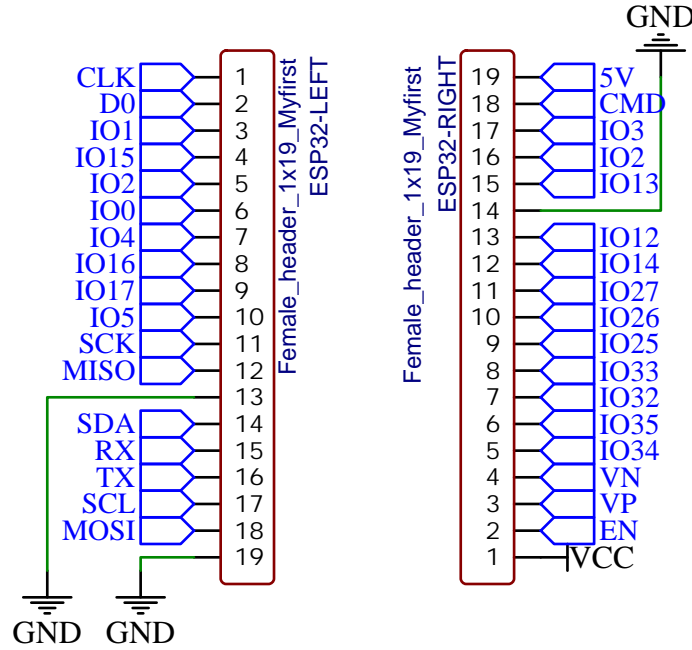 GND
CLK 1
D0 2
IO1 3
IO15 4
IO2 5
IO0 6
IO4 7
IO16 8
IO17 9
IO5 10
SCK 11
MISO 12
13
SDA 14
RX 15
TX 16
SCL 17
MOSI 18
19
GND
GND
Female_header_1x19_Myfirst
ESP32-LEFT
Female_header_1x19_Myfirst
ESP32-RIGHT
19 5V
18 CMD
17 IO3
16 IO2
15 IO13
14
13 IO12
12 IO14
11 IO27
10 IO26
9 IO25
8 IO33
7 IO32
6 IO35
5 IO34
4 VN
3 VP
2 EN
1 VCC